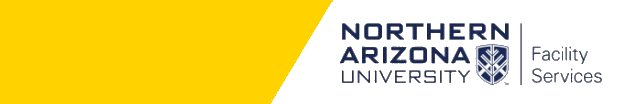 NORTHERN
ARIZONA
UNIVERSITY
Facility
Services